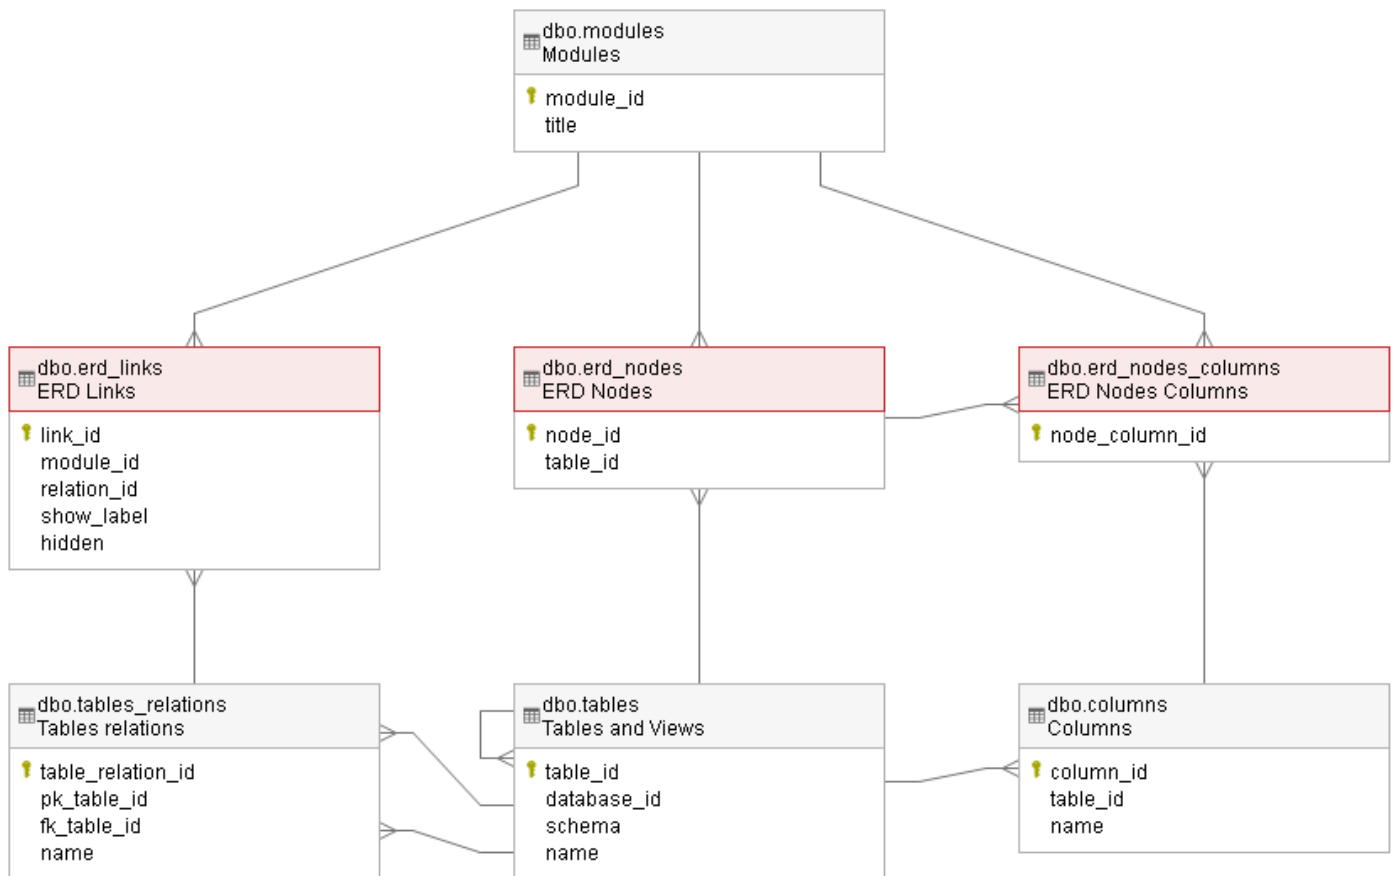 dbo.modules
Modules
module_id
title
dbo.erd_links
ERD Links
link_id
module_id
relation_id
show_label
hidden
dbo.erd_nodes
ERD Nodes
node_id
table_id
dbo.erd_nodes_columns
ERD Nodes Columns
node_column_id
dbo.tables_relations
Tables relations
table_relation_id
pk_table_id
fk_table_id
name
dbo.tables
Tables and Views
table_id
database_id
schema
name
dbo.columns
Columns
column_id
table_id
name